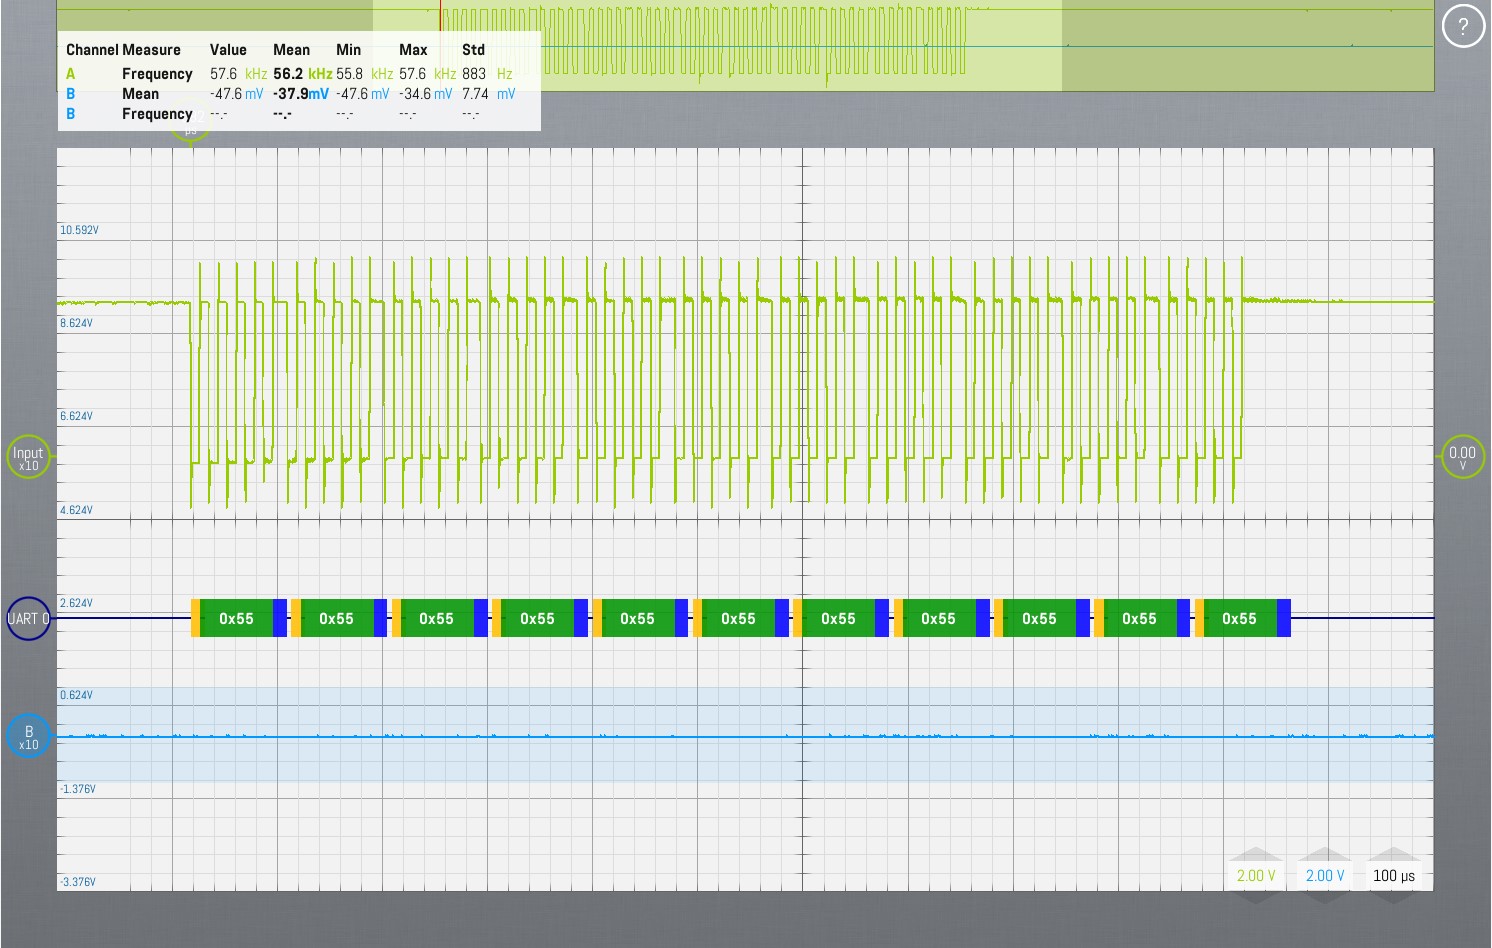 ?
Channel Measure Value Mean Min Max Std
A Frequency 57.6 kHz 56.2 kHz 55.8 kHz 57.6 kHz 883 Hz
B Mean -47.6 mV -37.9mV -47.6 mV -34.6 mV 7.74 mV
B Frequency --.- --.- --.- --.- --.-
µs
10.592V
8.624V
6.624V
Input
x10
0.00
V
4.624V
2.624V
UART 0
0x55 0x55 0x55 0x55 0x55 0x55 0x55 0x55 0x55 0x55 0x55
0.624V
B
x10
-1.376V
-3.376V
2.00 V 2.00 V 100 µs